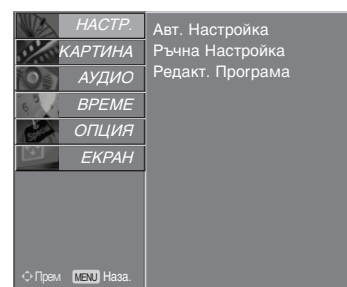 НАСТР.
КАРТИНА
АУДИО
ВРЕМЕ
ОПЦИЯ
ЕКРАН
Авт. Настройка
Ръчна Настройка
Редакт. Програма
Прем MENU Наза.